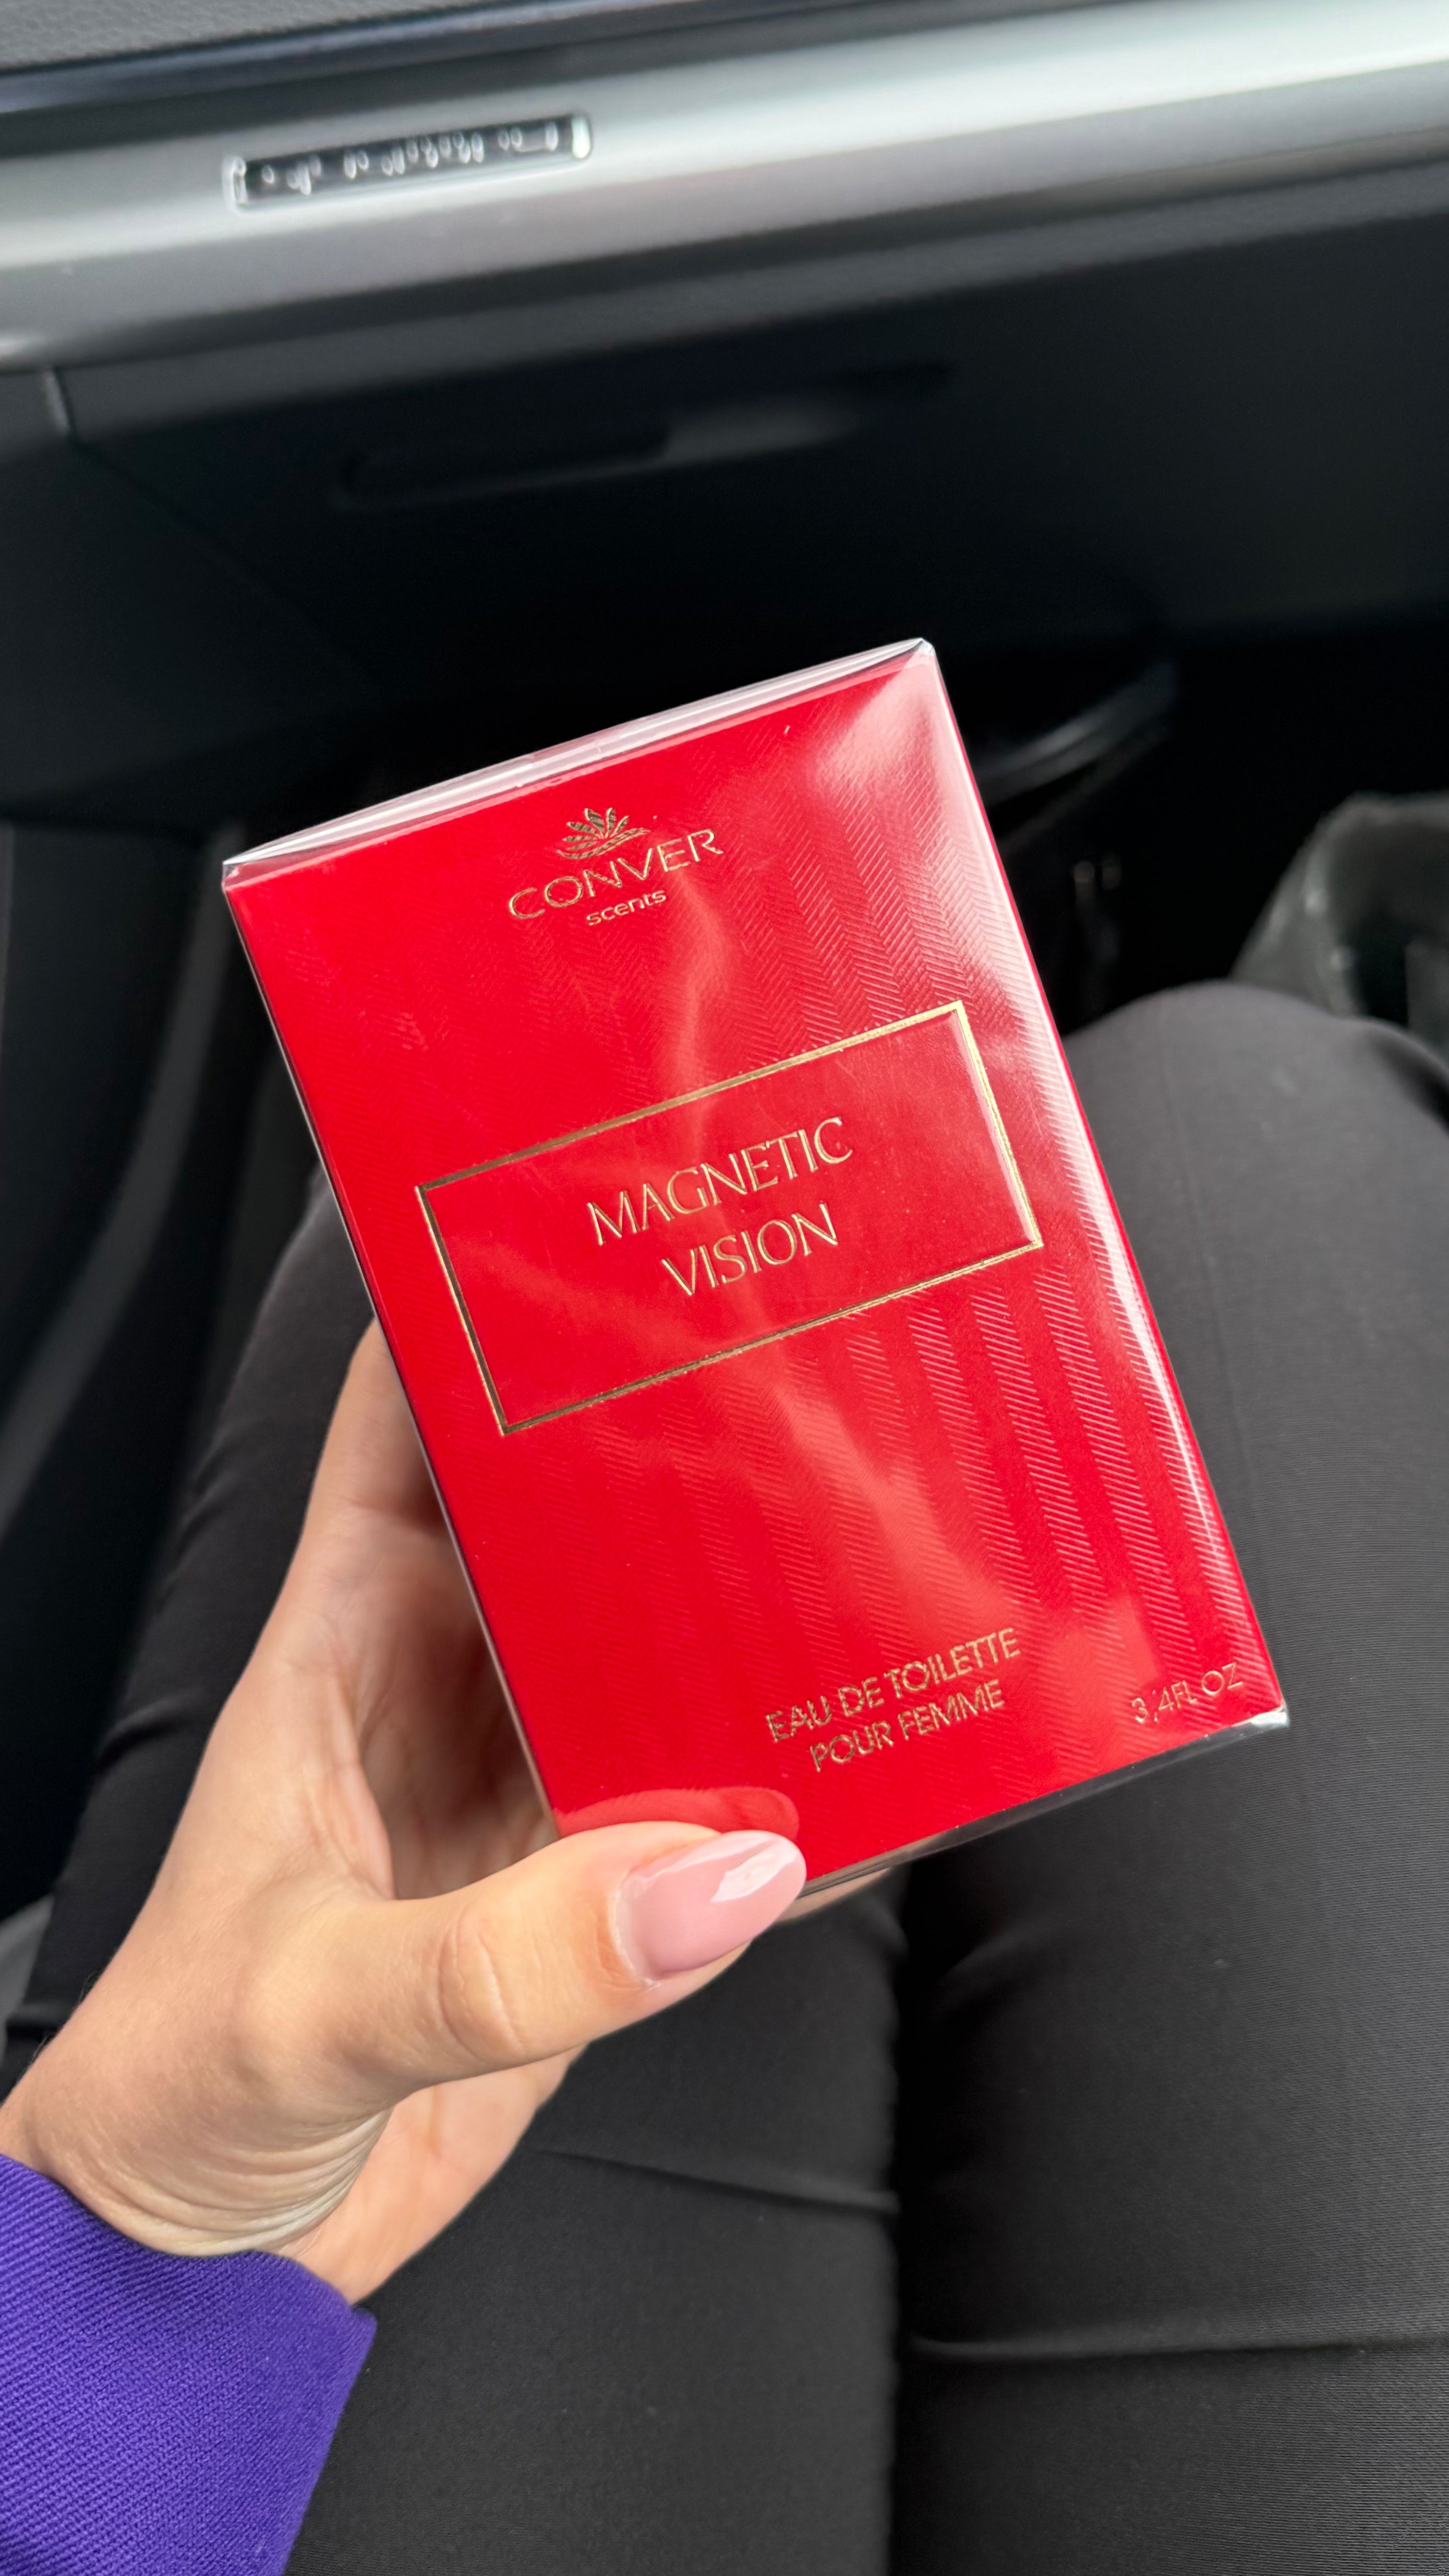 CONVER
scents
MAGNETIC
VISION
EAU DE TOILETTE
POUR FEMME
3,4FL OZ